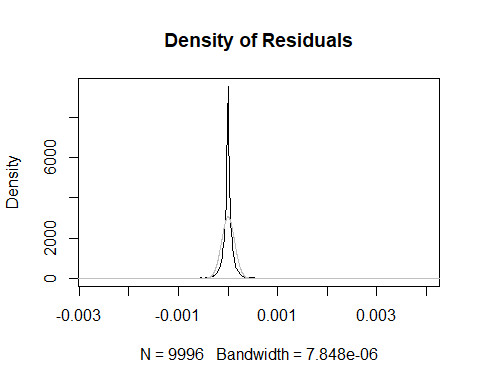 Density of Residuals
Density
6000
2000
0
-0.003 -0.001 0.001 0.003
N = 9996 Bandwidth = 7.848e-06